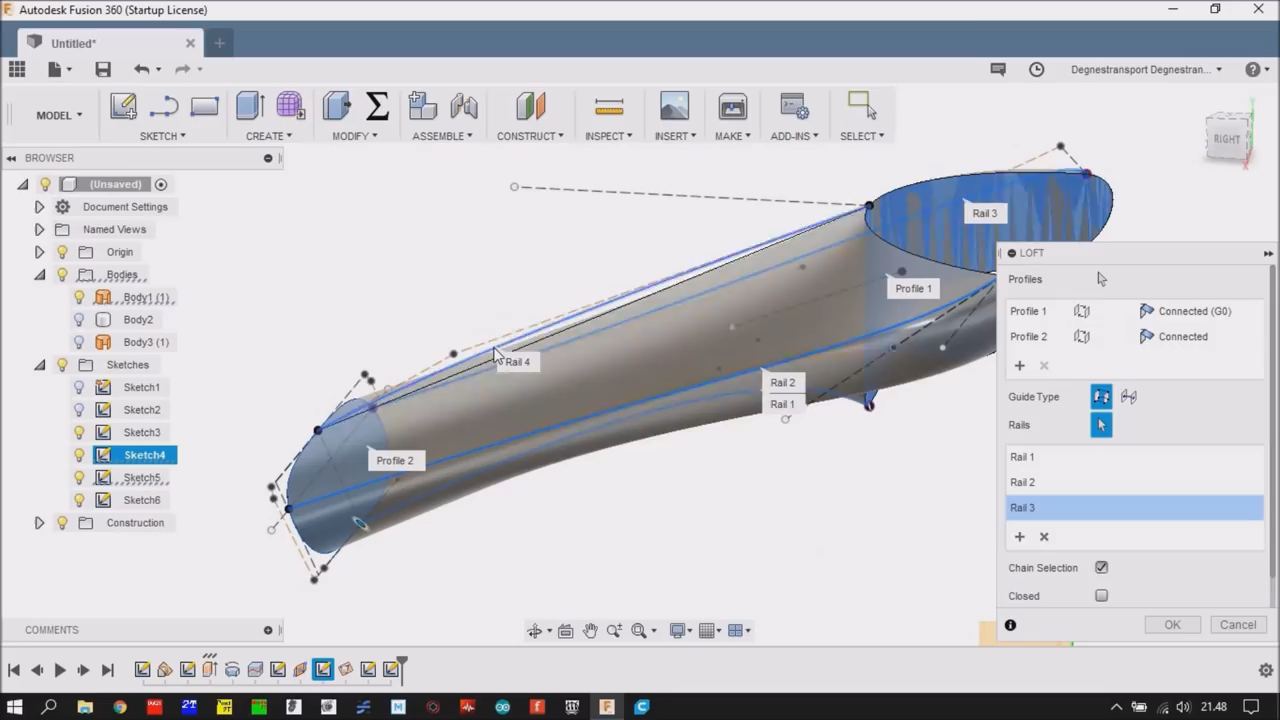 Autodesk Fusion 360 (Startup License)
Untitled*
Degnestransport Degnestran...
MODEL
SKETCH
CREATE
MODIFY
ASSEMBLE
CONSTRUCT
INSPECT
INSERT
MAKE
ADD-INS
SELECT
BROWSER
(Unsaved)
Document Settings
Named Views
Origin
Bodies
Body1 (1)
Body2
Body3 (1)
Sketches
Sketch1
Sketch2
Sketch3
Sketch4
Sketch5
Sketch6
Construction
RIGHT
Rail 3
Profile 1
Rail 4
Rail 2
Rail 1
Profile 2
LOFT
Profiles
Profile 1 Connected (G0)
Profile 2 Connected
Guide Type
Rails
Rail 1
Rail 2
Rail 3
Chain Selection
Closed
OK Cancel
COMMENTS
21.48